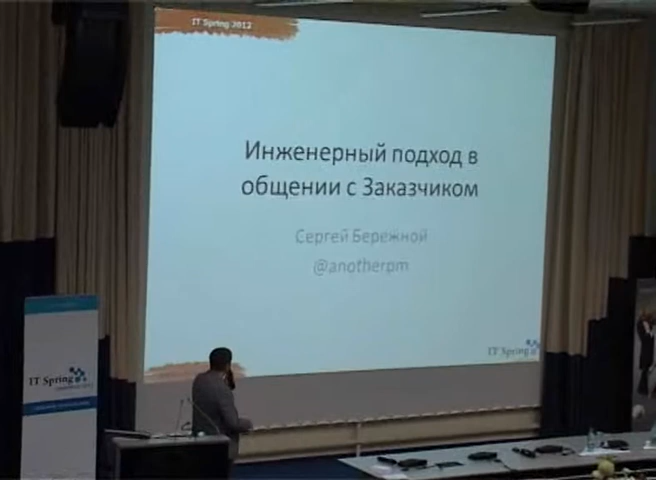 IT Spring 2012
Инженерный подход в
общении с Заказчиком
Сергей Бережной
@anotherpm
IT Spring
IT Spring